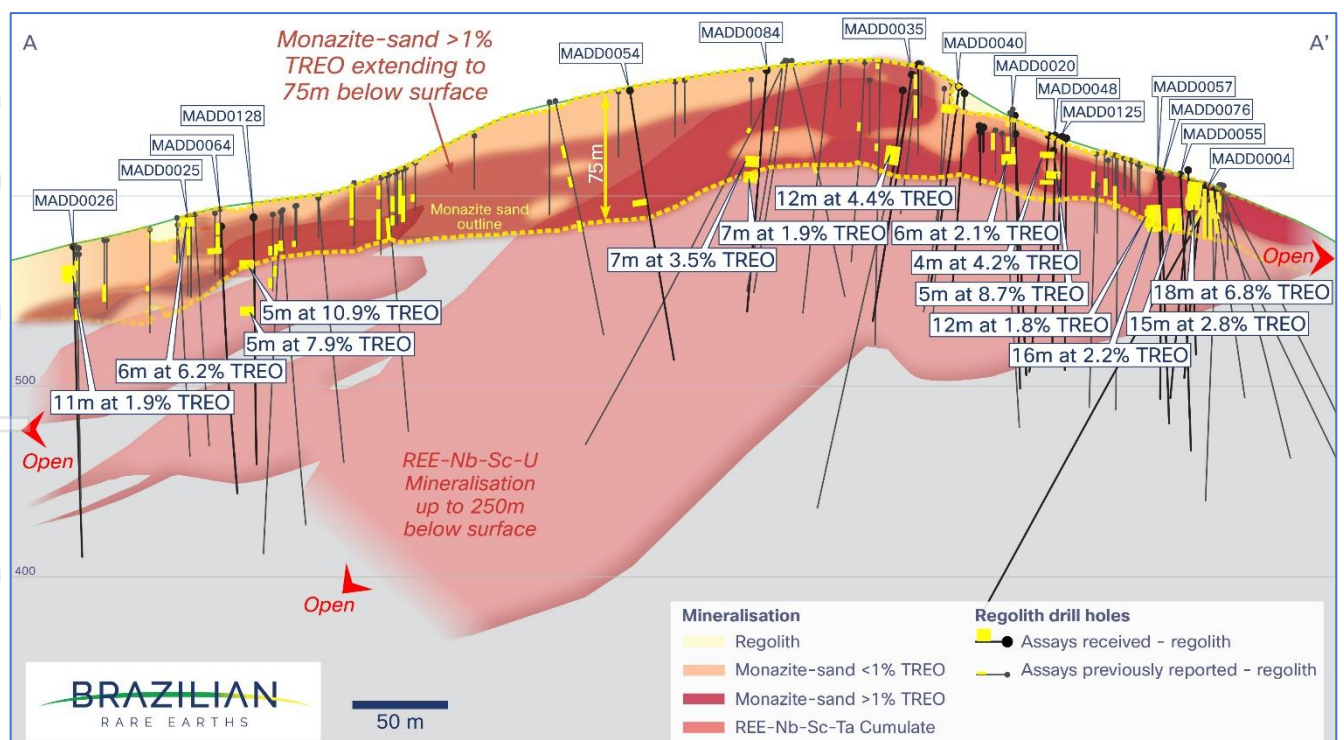 A
A'
Monazite-sand >1%
TREO extending to
75m below surface
MADD0054
MADD0084
MADD0035
MADD0040
MADD0020
MADD0048
MADD0125
MADD0057
MADD0076
MADD0055
MADD0004
MADD0128
MADD0064
MADD0025
MADD0026
75m
Monazite sand
outline
12m at 4.4% TREO
7m at 1.9% TREO
7m at 3.5% TREO
6m at 2.1% TREO
4m at 4.2% TREO
5m at 8.7% TREO
12m at 1.8% TREO
16m at 2.2% TREO
18m at 6.8% TREO
15m at 2.8% TREO
5m at 10.9% TREO
5m at 7.9% TREO
6m at 6.2% TREO
11m at 1.9% TREO
Open
500
Open
REE-Nb-Sc-U
Mineralisation
up to 250m
below surface
400
Open
Mineralisation
Regolith
Monazite-sand <1% TREO
Monazite-sand >1% TREO
REE-Nb-Sc-Ta Cumulate
Regolith drill holes
Assays received - regolith
Assays previously reported - regolith
BRAZILIAN
RARE EARTHS
50 m